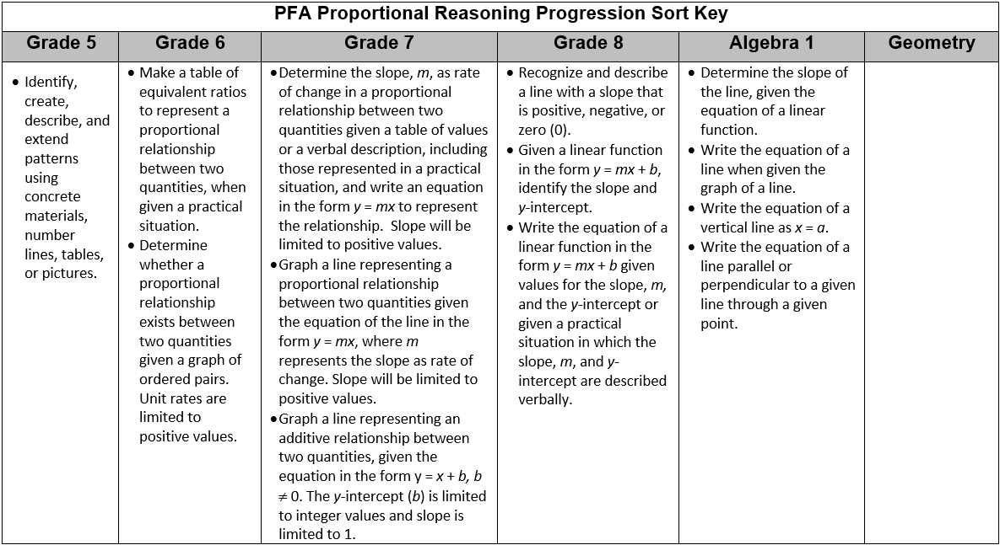 PFA Proportional Reasoning Progression Sort Key
Grade 5
Grade 6
Grade 7
Grade 8
Algebra 1
Geometry
• Identify,
create,
describe, and
extend
patterns
using
concrete
materials,
number
lines, tables,
or pictures.
• Make a table of
equivalent ratios
to represent a
proportional
relationship
between two
quantities, when
given a practical
situation.
• Determine
whether a
proportional
relationship
exists between
two quantities
given a graph of
ordered pairs.
Unit rates are
limited to
positive values.
• Determine the slope, m, as rate
of change in a proportional
relationship between two
quantities given a table of values
or a verbal description, including
those represented in a practical
situation, and write an equation
in the form y = mx to represent
the relationship.  Slope will be
limited to positive values.
• Graph a line representing a
proportional relationship
between two quantities given
the equation of the line in the
form y = mx, where m
represents the slope as rate of
change. Slope will be limited to
positive values.
• Graph a line representing an
additive relationship between
two quantities, given the
equation in the form y = x + b, b
≠ 0. The y-intercept (b) is limited
to integer values and slope is
limited to 1.
• Recognize and describe
a line with a slope that
is positive, negative, or
zero (0).
• Given a linear function
in the form y = mx + b,
identify the slope and
y-intercept.
• Write the equation of a
linear function in the
form y = mx + b given
values for the slope, m,
and the y-intercept or
given a practical
situation in which the
slope, m, and y-
intercept are described
verbally.
• Determine the slope of
the line, given the
equation of a linear
function.
• Write the equation of a
line when given the
graph of a line.
• Write the equation of a
vertical line as x = a.
• Write the equation of a
line parallel or
perpendicular to a given
line through a given
point.